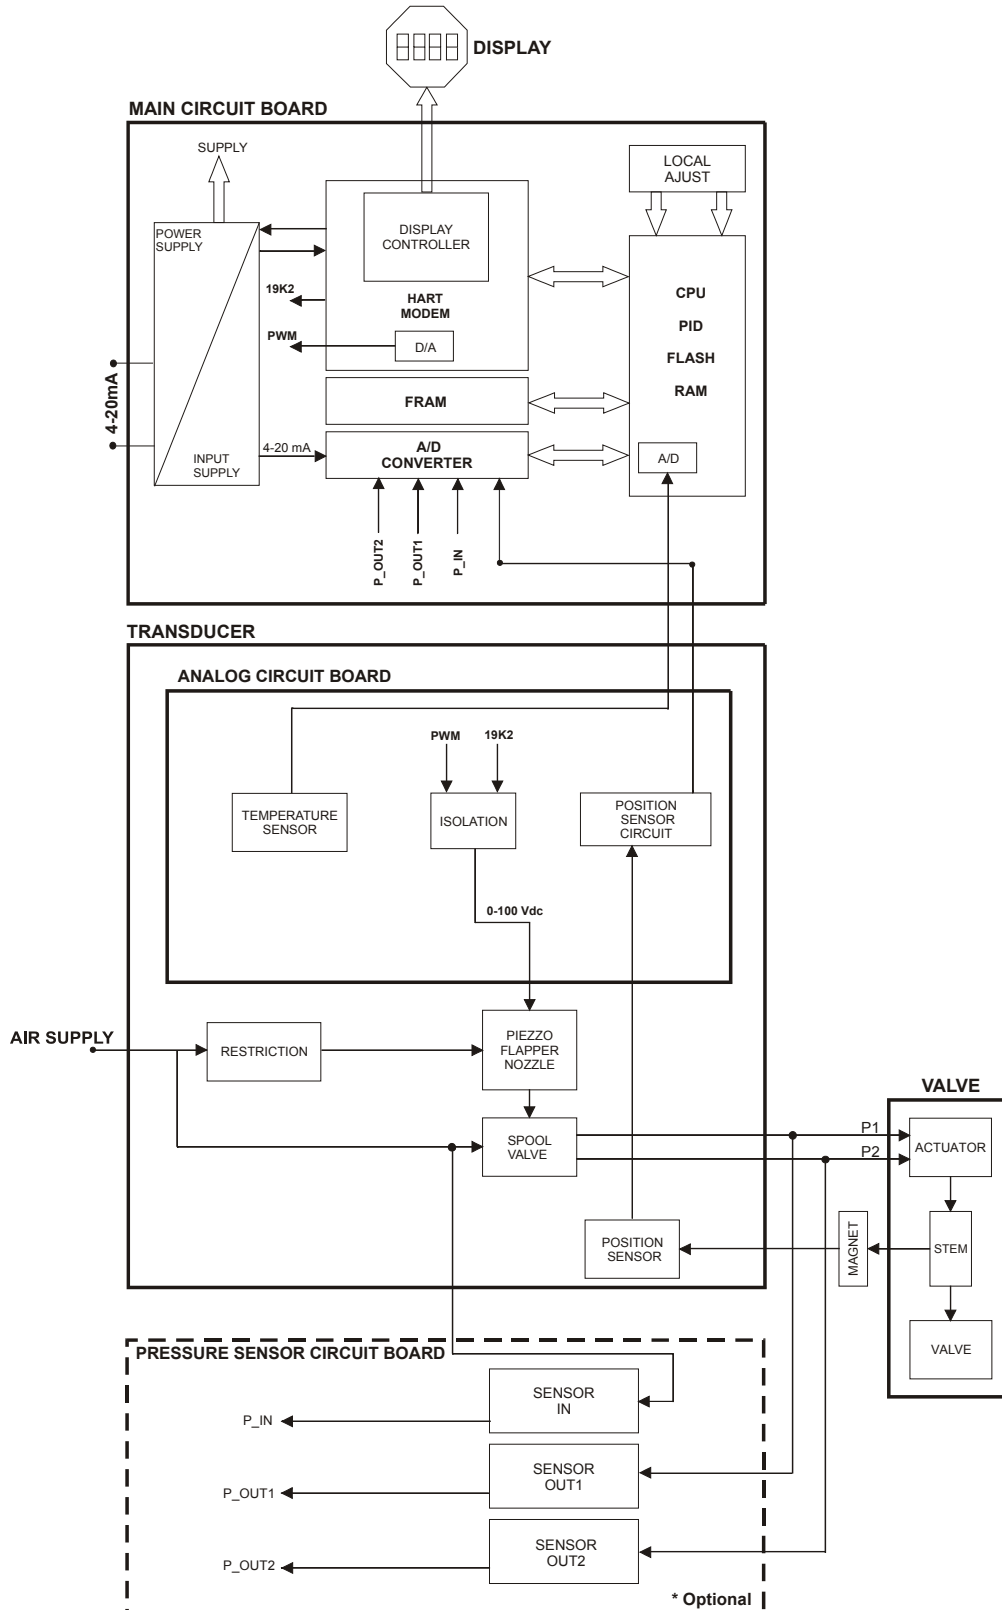 DISPLAY
MAIN CIRCUIT BOARD
SUPPLY
POWER
SUPPLY
INPUT
SUPPLY
4-20mA
DISPLAY
CONTROLLER
HART
MODEM
19K2
PWM
D/A
FRAM
4-20 mA
A/D
CONVERTER
P_OUT2
P_OUT1
P_IN
LOCAL
AJUST
CPU
PID
FLASH
RAM
A/D
TRANSDUCER
ANALOG CIRCUIT BOARD
PWM
19K2
TEMPERATURE
SENSOR
ISOLATION
POSITION
SENSOR
CIRCUIT
0-100 Vdc
AIR SUPPLY
RESTRICTION
PIEZZO
FLAPPER
NOZZLE
SPOOL
VALVE
P1
P2
VALVE
ACTUATOR
STEM
VALVE
MAGNET
POSITION
SENSOR
PRESSURE SENSOR CIRCUIT BOARD
SENSOR
IN
P_IN
SENSOR
OUT1
P_OUT1
SENSOR
OUT2
P_OUT2
* Optional